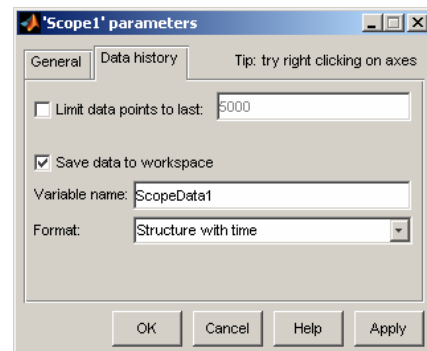 'Scope1' parameters
General Data history Tip: try right clicking on axes
Limit data points to last: 5000
Save data to workspace
Variable name: ScopeData1
Format: Structure with time
OK Cancel Help Apply